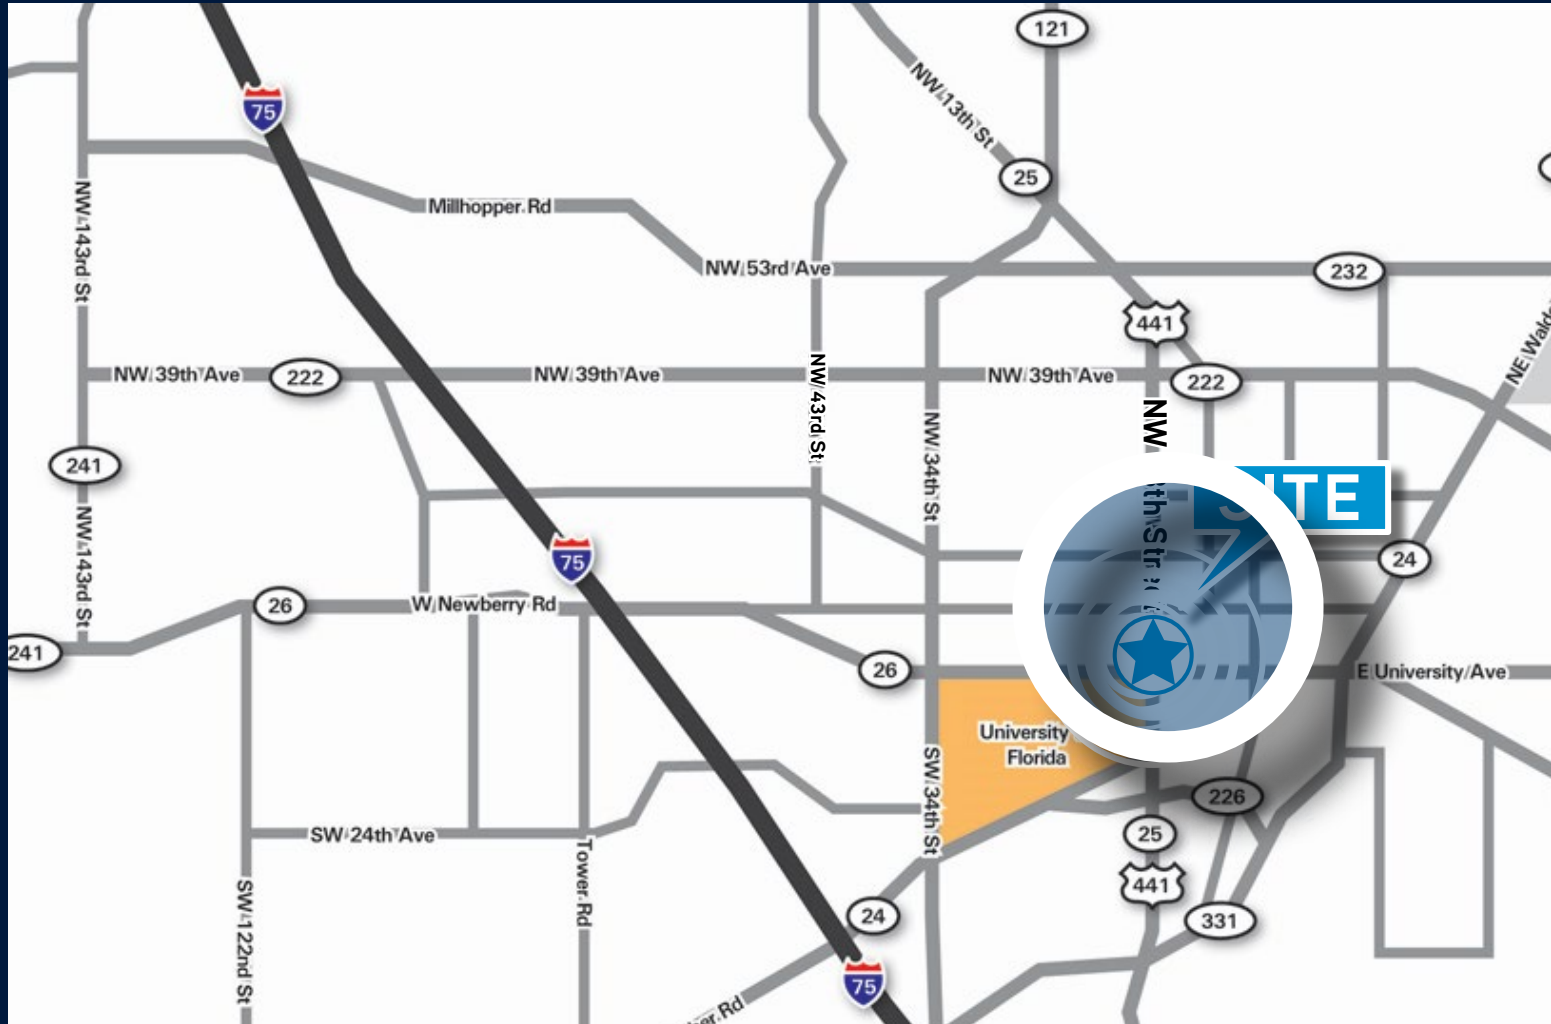 121
75
NW 13th St
25
NW 143rd St
Millhopper Rd
NW 53rd Ave
232
441
NW 39th Ave
222
NW 39th Ave
NW 39th Ave
222
NW 43rd St
NW 34th St
NW
SITE
241
NW 143rd St
75
24
26
W Newberry Rd
241
26
E University Ave
University
Florida
SW 34th St
226
SW 24th Ave
25
Tower Rd
441
SW 122nd St
24
331
75
Rd